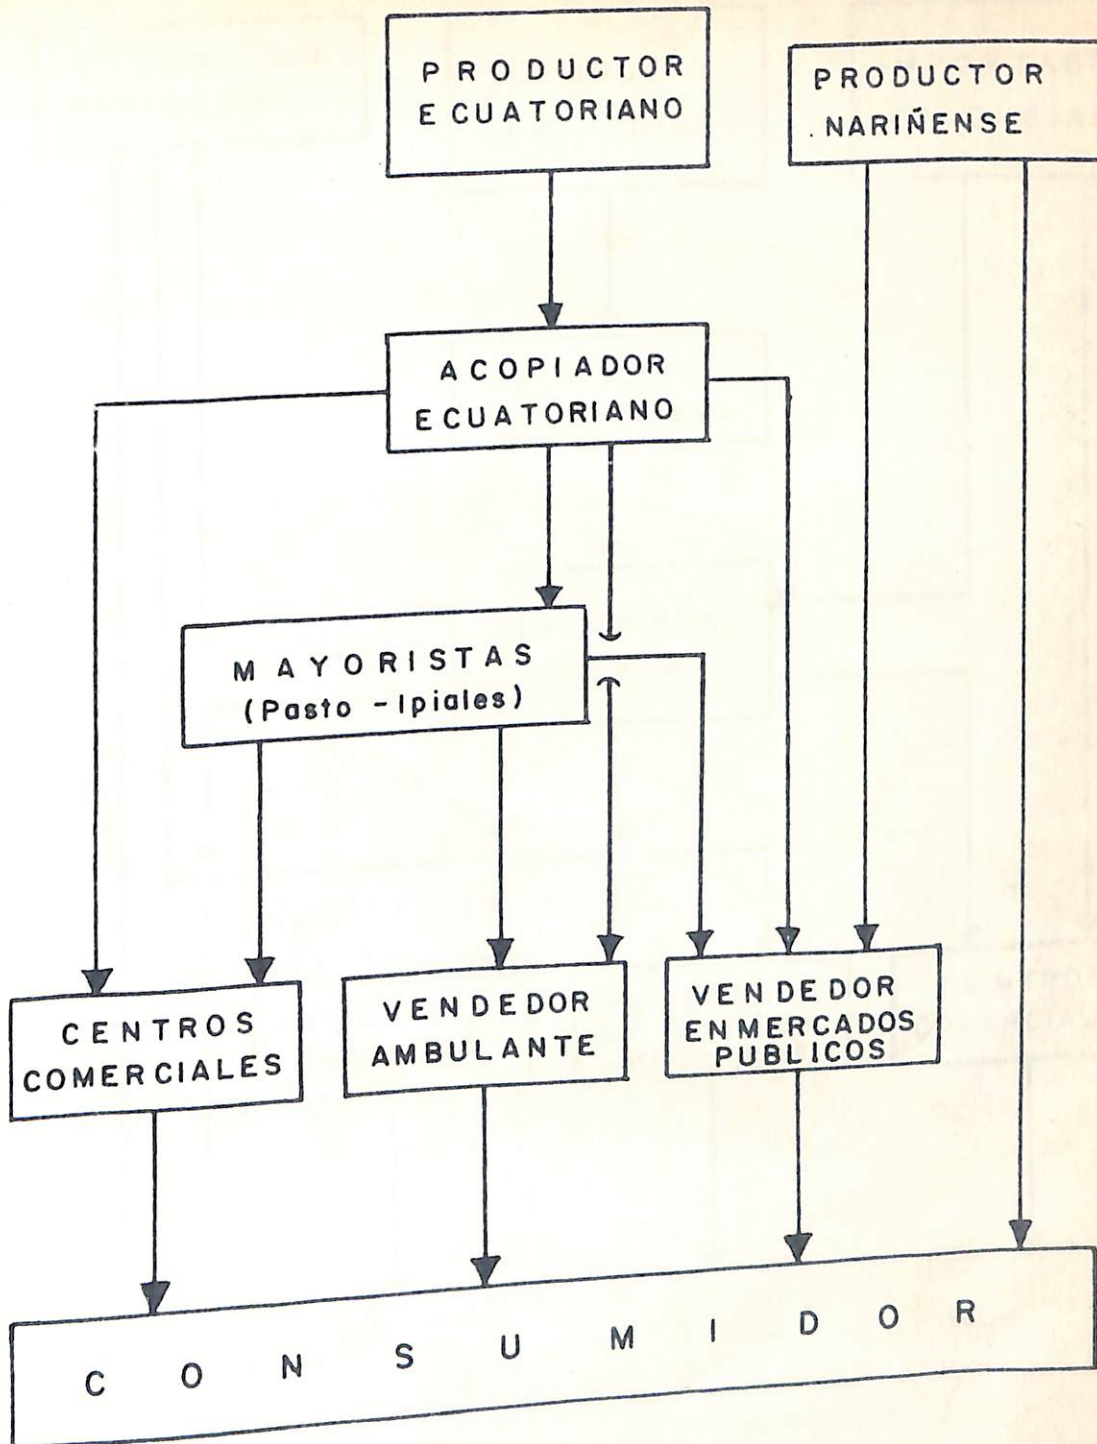 PRODUCTOR
ECUATORIANO
PRODUCTOR
NARIÑENSE
ACOPIADOR
ECUATORIANO
MAYORISTAS
(Pasto - Ipiales)
CENTROS
COMERCIALES
VENDEDOR
AMBULANTE
VENDEDOR
EN MERCADOS
PUBLICOS
CONSUMIDOR